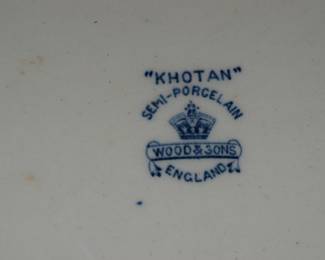 "KHOTAN"
SEMI-PORCELAIN
WOOD & SONS
ENGLAND